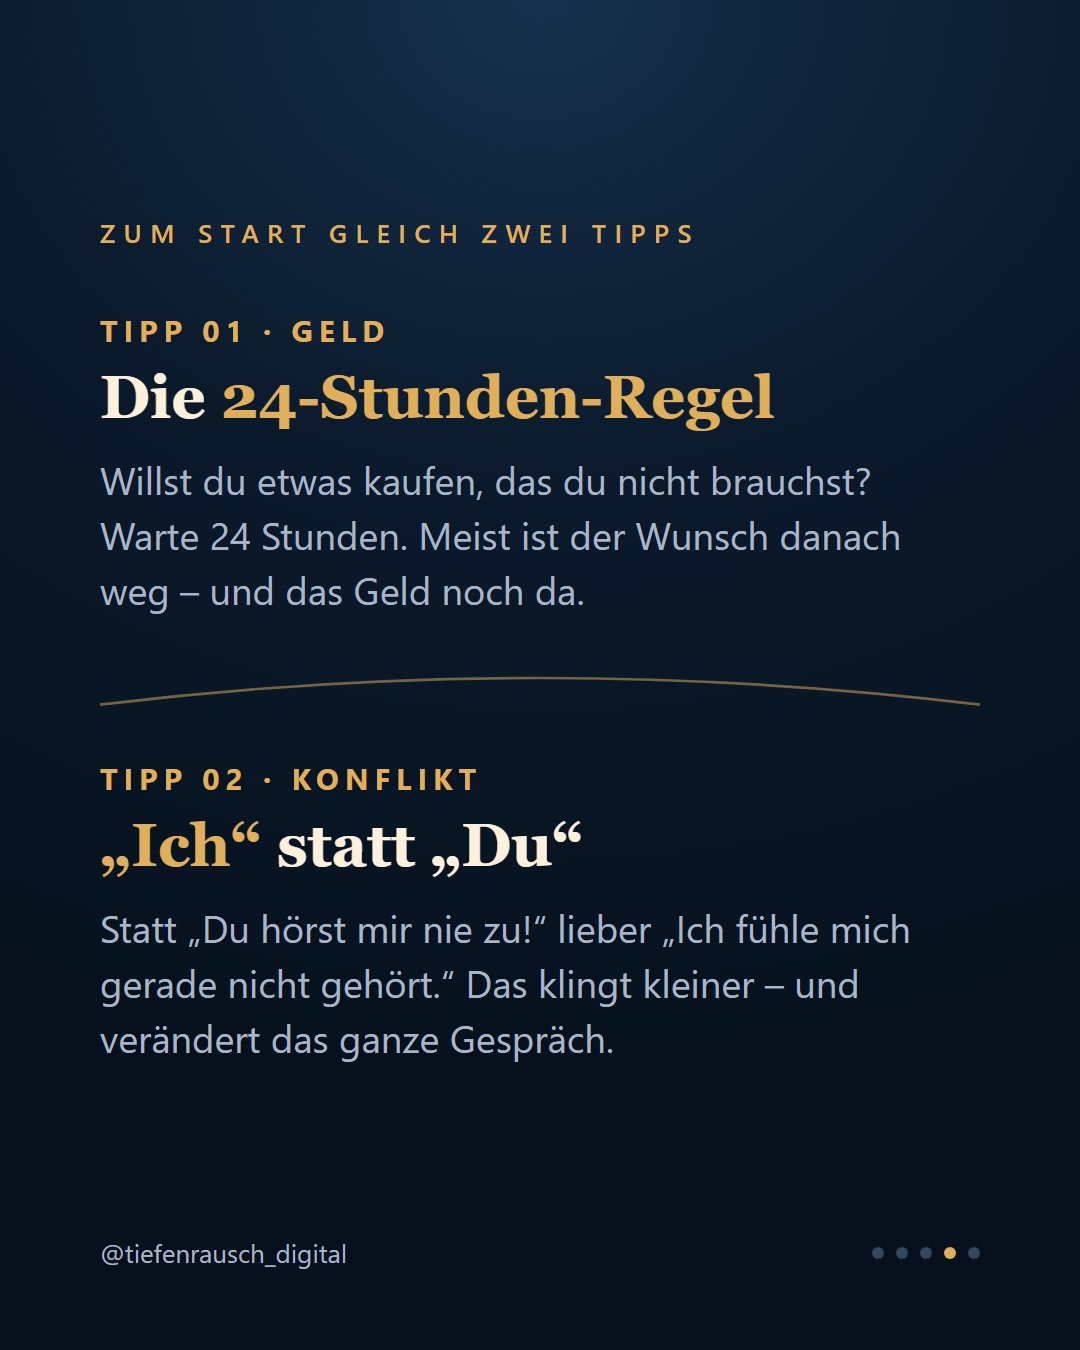 ZUM START GLEICH ZWEI TIPPS
TIPP 01 · GELD
Die 24-Stunden-Regel
Willst du etwas kaufen, das du nicht brauchst?
Warte 24 Stunden. Meist ist der Wunsch danach
weg – und das Geld noch da.
TIPP 02 · KONFLIKT
„Ich“ statt „Du“
Statt „Du hörst mir nie zu!“ lieber „Ich fühle mich
gerade nicht gehört.“ Das klingt kleiner – und
verändert das ganze Gespräch.
@tiefenrausch_digital